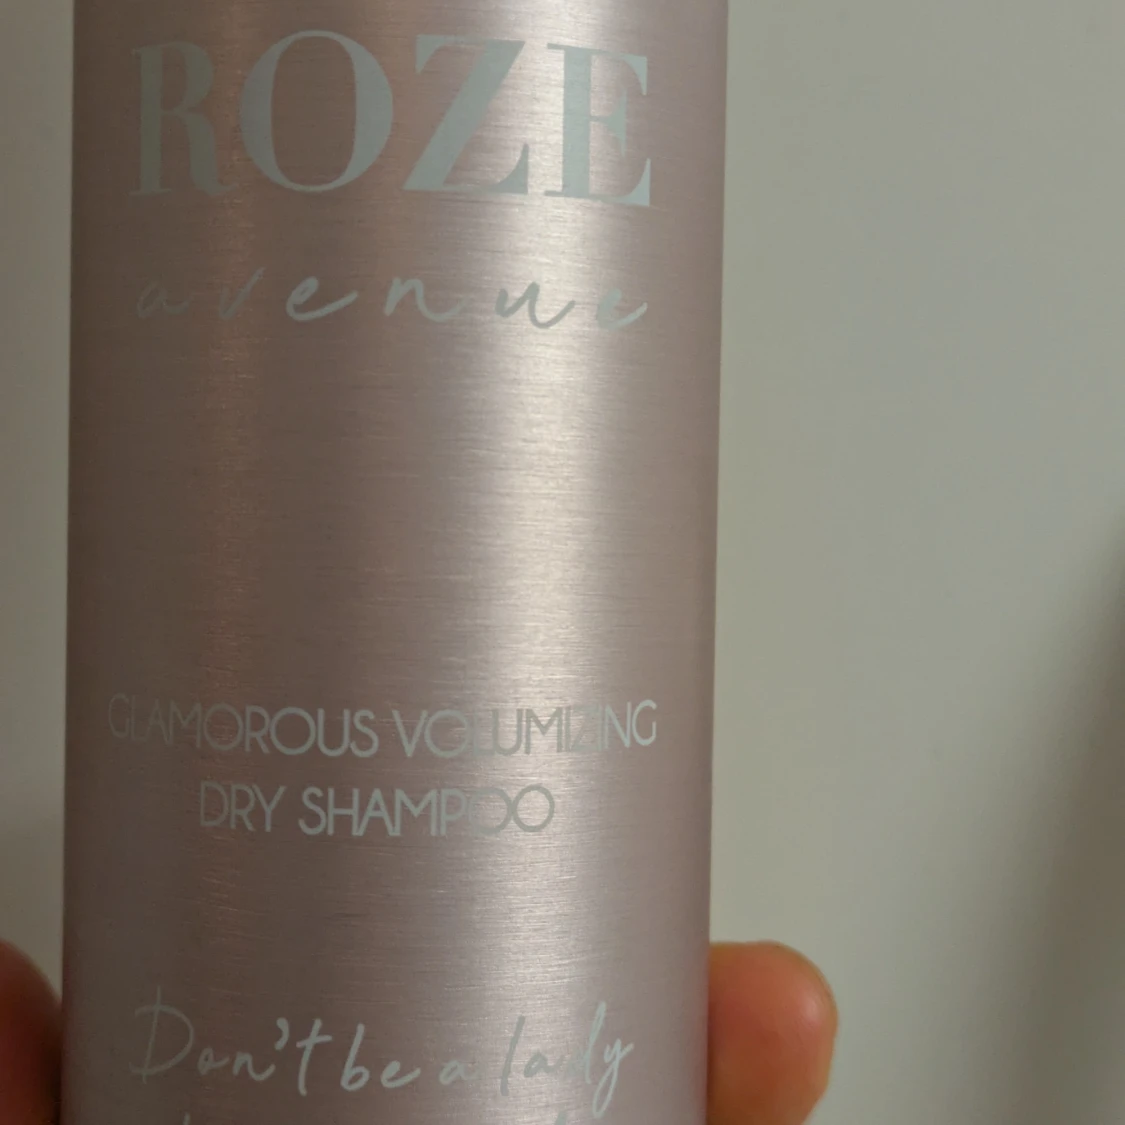 ROZE
avenue
GLAMOROUS VOLUMIZING
DRY SHAMPOO
Don't be a lady